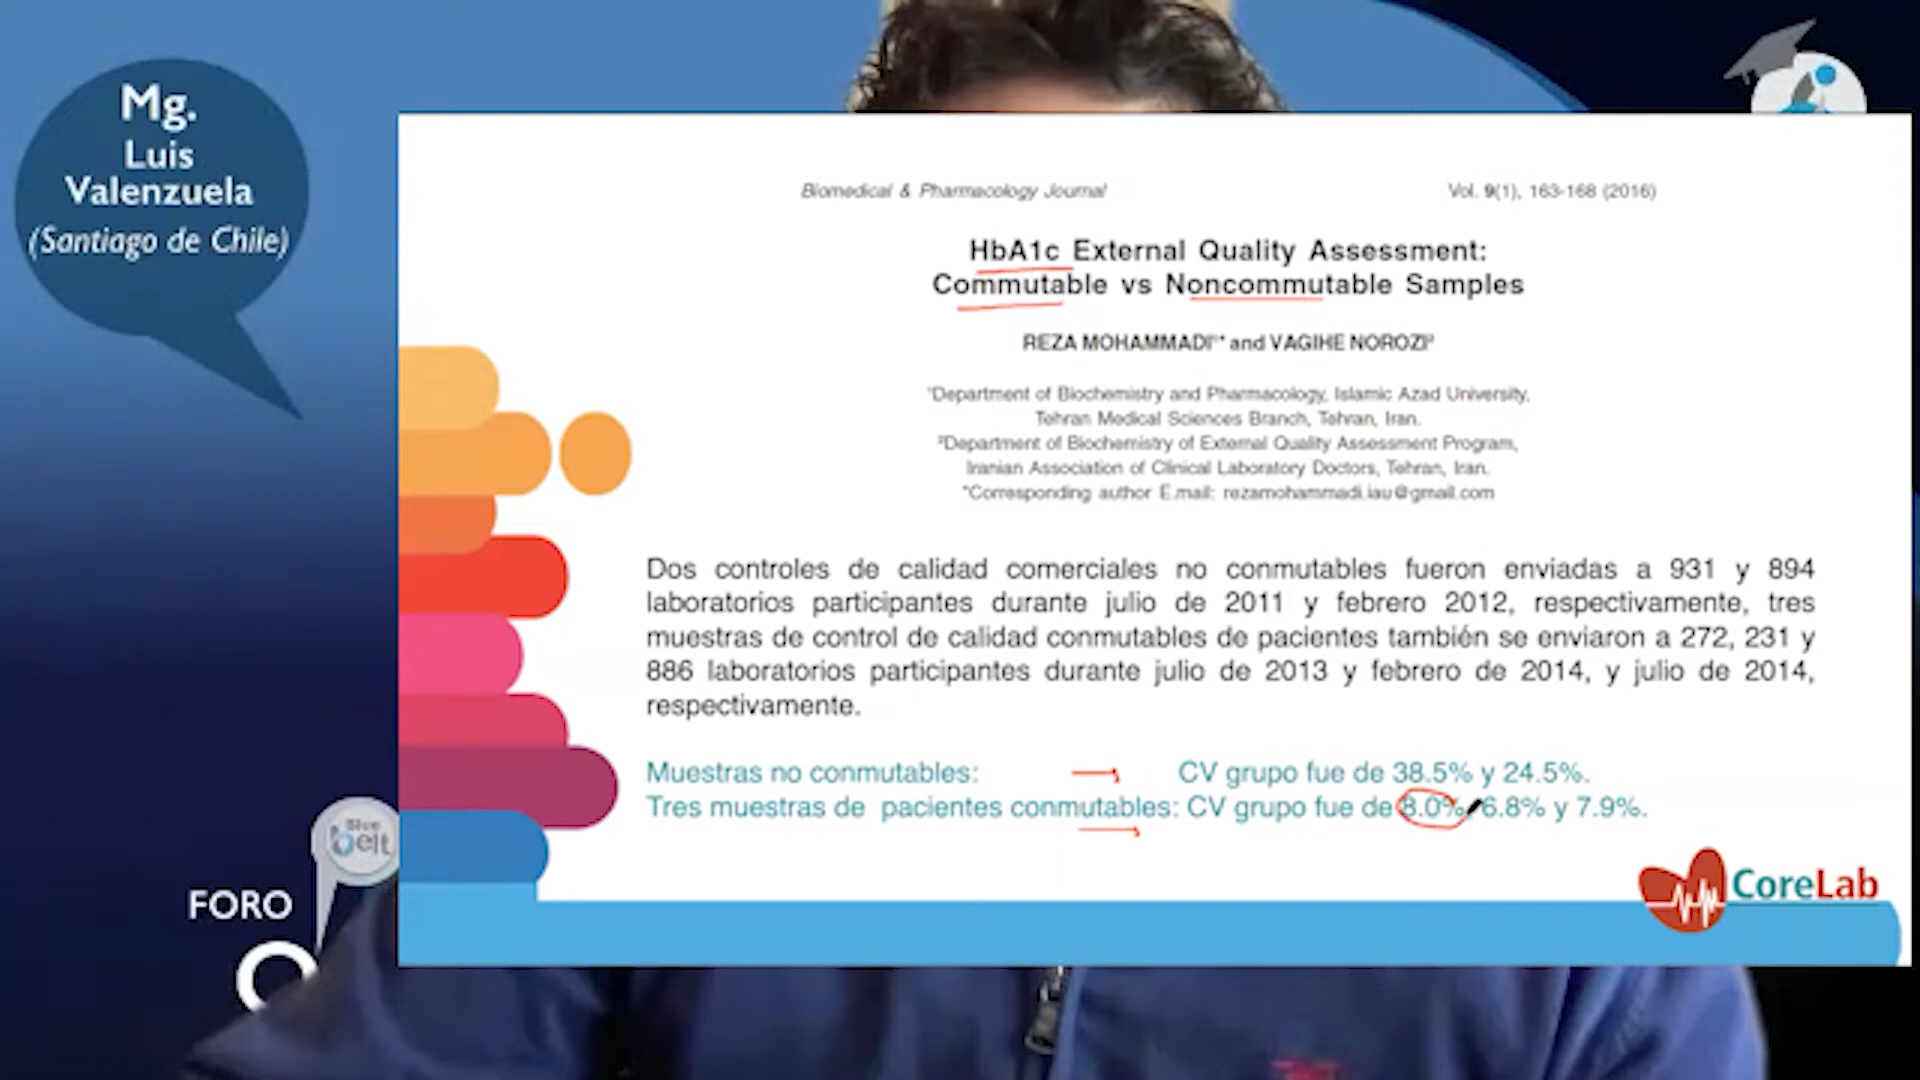 Mg.
Luis
Valenzuela
(Santiago de Chile)
Biomedical & Pharmacology Journal
Vol. 9(1), 163-168 (2016)
HbA1c External Quality Assessment:
Commutable vs Noncommutable Samples
REZA MOHAMMADI¹* and VAGIHE NOROZI²
¹Department of Biochemistry and Pharmacology, Islamic Azad University,
Tehran Medical Sciences Branch, Tehran, Iran.
²Department of Biochemistry of External Quality Assessment Program,
Iranian Association of Clinical Laboratory Doctors, Tehran, Iran.
*Corresponding author E.mail: rezamohammadi.iau@gmail.com
Dos controles de calidad comerciales no conmutables fueron enviadas a 931 y 894
laboratorios participantes durante julio de 2011 y febrero 2012, respectivamente, tres
muestras de control de calidad conmutables de pacientes también se enviaron a 272, 231 y
886 laboratorios participantes durante julio de 2013 y febrero de 2014, y julio de 2014,
respectivamente.
Muestras no conmutables: CV grupo fue de 38.5% y 24.5%.
Tres muestras de pacientes conmutables: CV grupo fue de 8.0%, 6.8% y 7.9%.
Blue
belt
FORO
CoreLab